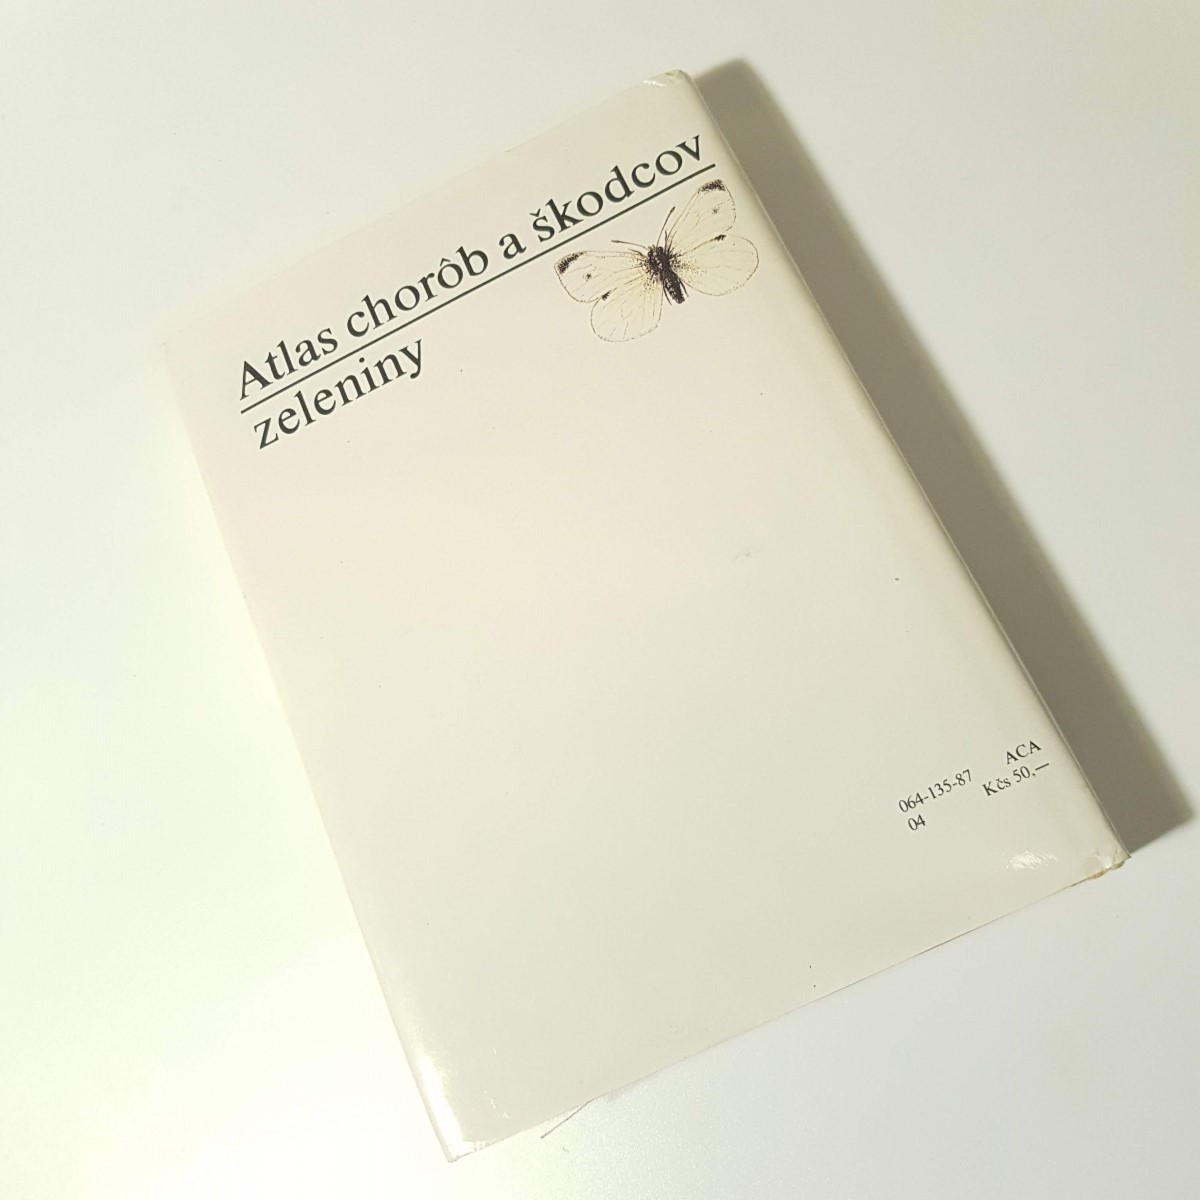 Atlas chorôb a škodcov
zeleniny
064-135-87 ACA
04 Kčs 50,—